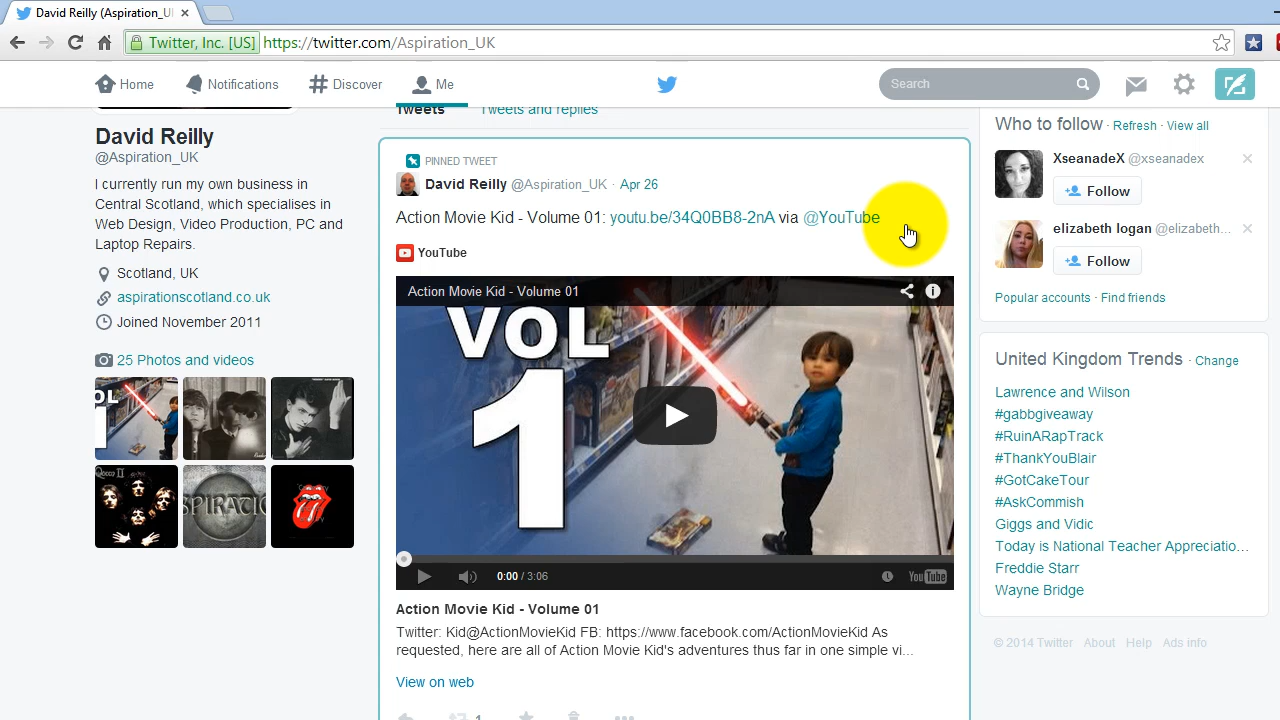 David Reilly (Aspiration_U
Twitter, Inc. [US] https://twitter.com/Aspiration_UK
Home Notifications Discover Me Search
Tweets Tweets and replies
David Reilly
@Aspiration_UK
I currently run my own business in
Central Scotland, which specialises in
Web Design, Video Production, PC and
Laptop Repairs.
Scotland, UK
aspirationscotland.co.uk
Joined November 2011
25 Photos and videos
PINNED TWEET
David Reilly @Aspiration_UK · Apr 26
Action Movie Kid - Volume 01: youtu.be/34Q0BB8-2nA via @YouTube
YouTube
Action Movie Kid - Volume 01
VOL
1
0:00 / 3:06
YouTube
Action Movie Kid - Volume 01
Twitter: Kid@ActionMovieKid FB: https://www.facebook.com/ActionMovieKid As
requested, here are all of Action Movie Kid's adventures thus far in one simple vi...
View on web
1
Who to follow · Refresh · View all
XseanadeX @xseanadex
Follow
elizabeth logan @elizabeth...
Follow
Popular accounts · Find friends
United Kingdom Trends · Change
Lawrence and Wilson
#gabbgiveaway
#RuinARapTrack
#ThankYouBlair
#GotCakeTour
#AskCommish
Giggs and Vidic
Today is National Teacher Appreciatio...
Freddie Starr
Wayne Bridge
© 2014 Twitter About Help Ads info